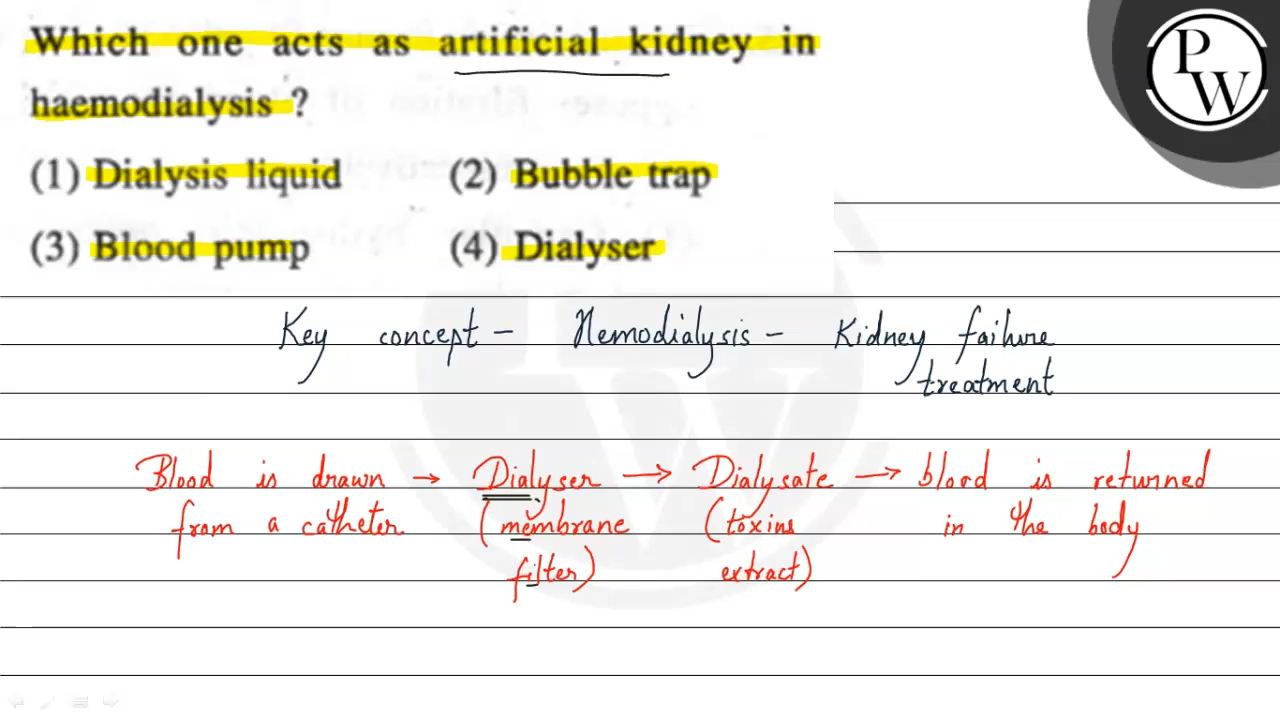 Which one acts as artificial kidney in
haemodialysis ?
(1) Dialysis liquid (2) Bubble trap
(3) Blood pump (4) Dialyser
PW
Key concept - Hemodialysis - Kidney failure
treatment
Blood is drawn → Dialyser → Dialysate → blood is returned
from a catheter (membrane (toxins in the body
filter) extract)